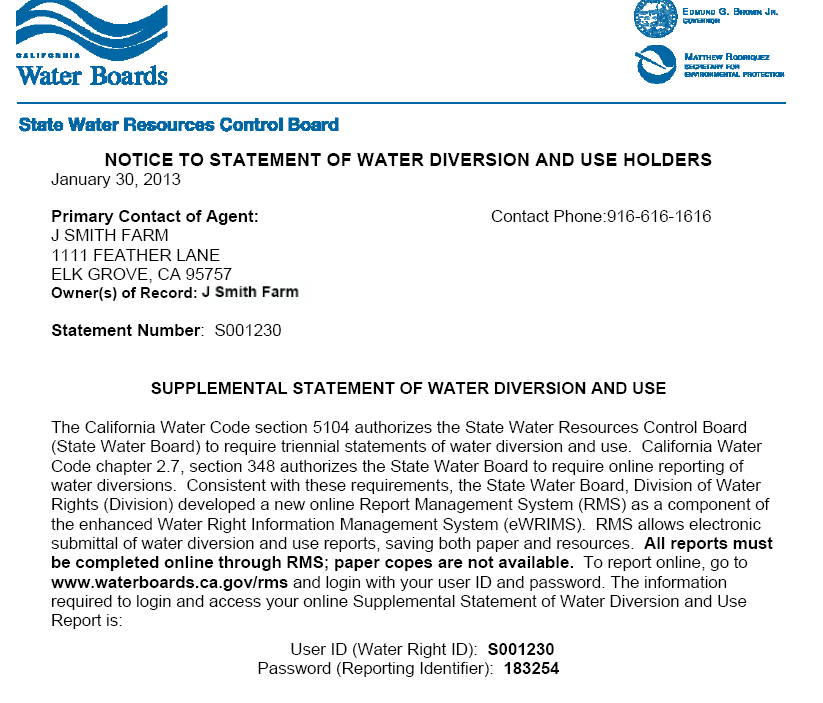 CALIFORNIA
Water Boards
EDMUND G. BROWN JR.
GOVERNOR
MATTHEW RODRIQUEZ
SECRETARY FOR
ENVIRONMENTAL PROTECTION
State Water Resources Control Board
NOTICE TO STATEMENT OF WATER DIVERSION AND USE HOLDERS
January 30, 2013
Primary Contact of Agent: Contact Phone:916-616-1616
J SMITH FARM
1111 FEATHER LANE
ELK GROVE, CA 95757
Owner(s) of Record: J Smith Farm
Statement Number: S001230
SUPPLEMENTAL STATEMENT OF WATER DIVERSION AND USE
The California Water Code section 5104 authorizes the State Water Resources Control Board
(State Water Board) to require triennial statements of water diversion and use. California Water
Code chapter 2.7, section 348 authorizes the State Water Board to require online reporting of
water diversions. Consistent with these requirements, the State Water Board, Division of Water
Rights (Division) developed a new online Report Management System (RMS) as a component of
the enhanced Water Right Information Management System (eWRIMS). RMS allows electronic
submittal of water diversion and use reports, saving both paper and resources. All reports must
be completed online through RMS; paper copes are not available. To report online, go to
www.waterboards.ca.gov/rms and login with your user ID and password. The information
required to login and access your online Supplemental Statement of Water Diversion and Use
Report is:
User ID (Water Right ID): S001230
Password (Reporting Identifier): 183254